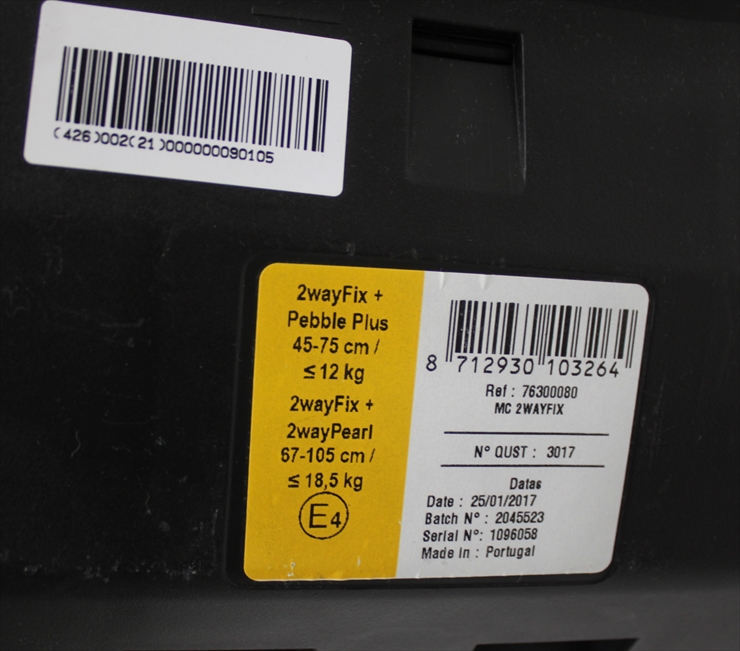 (426)002(21)000000090105
2wayFix +
Pebble Plus
45-75 cm /
≤ 12 kg
2wayFix +
2wayPearl
67-105 cm /
≤ 18,5 kg
E4
8 712930 103264
Ref : 76300080
MC 2WAYFIX
N° QUST : 3017
Datas
Date : 25/01/2017
Batch N° : 2045523
Serial N°: 1096058
Made in : Portugal